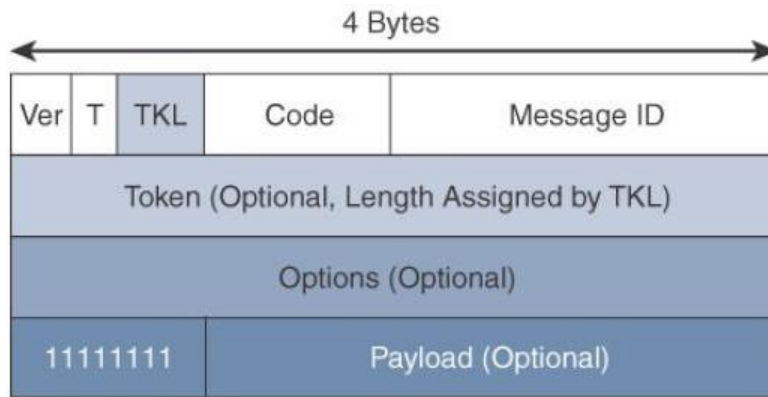 4 Bytes
Ver T TKL Code Message ID
Token (Optional, Length Assigned by TKL)
Options (Optional)
11111111 Payload (Optional)